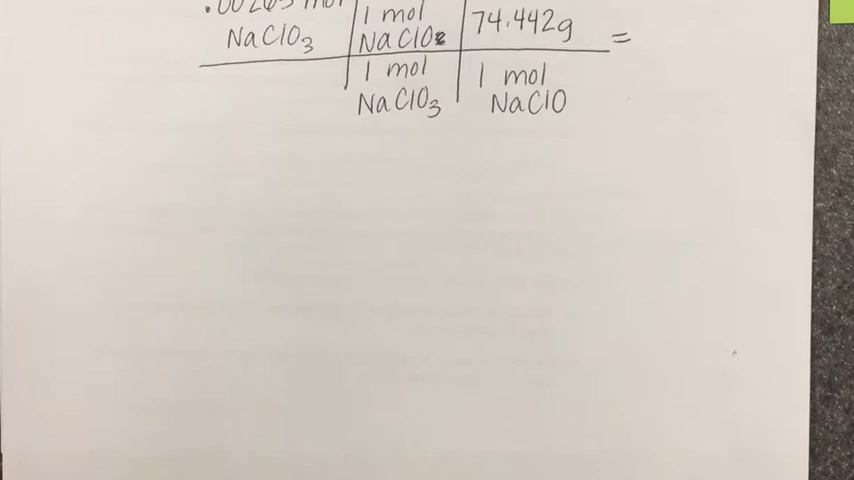 1 mol 74.442g
NaClO3 NaClO =
1 mol 1 mol
NaClO3 NaClO